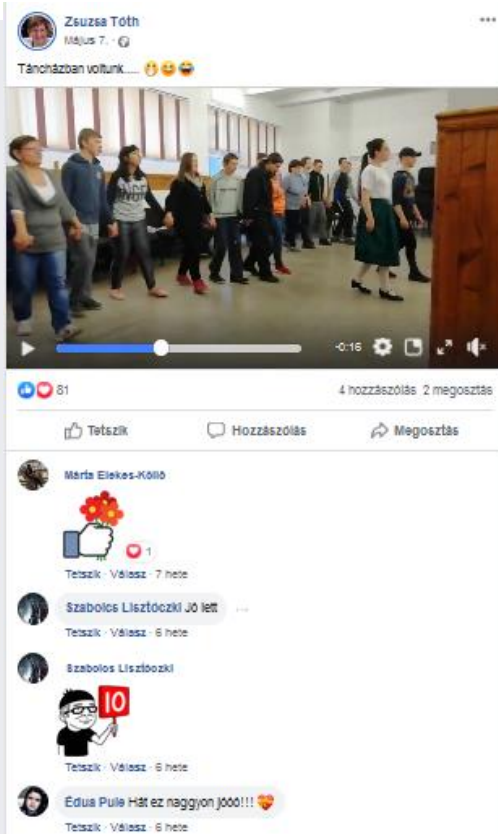 Zsuzsa Tóth
Május 7. ·
Táncházban voltunk.....
-0:16
81
4 hozzászólás 2 megosztás
Tetszik
Hozzászólás
Megosztás
Márta Elekes-Köllő
1
Tetszik · Válasz · 7 hete
Szabolcs Lisztóczki Jó lett
Tetszik · Válasz · 6 hete
Szabolcs Lisztóczki
10
Tetszik · Válasz · 6 hete
Édua Pule Hát ez naggyon jóóó!!!
Tetszik · Válasz · 6 hete